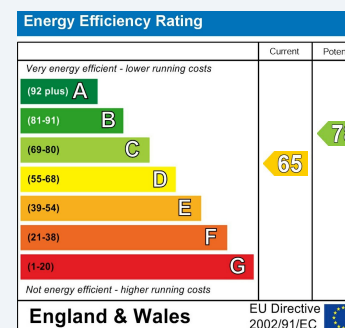 Energy Efficiency Rating
Current
Very energy efficient - lower running costs
(92 plus) A
(81-91) B
(69-80) C
(55-68) D
(39-54) E
(21-38) F
(1-20) G
65
Not energy efficient - higher running costs
England & Wales
EU Directive
2002/91/EC